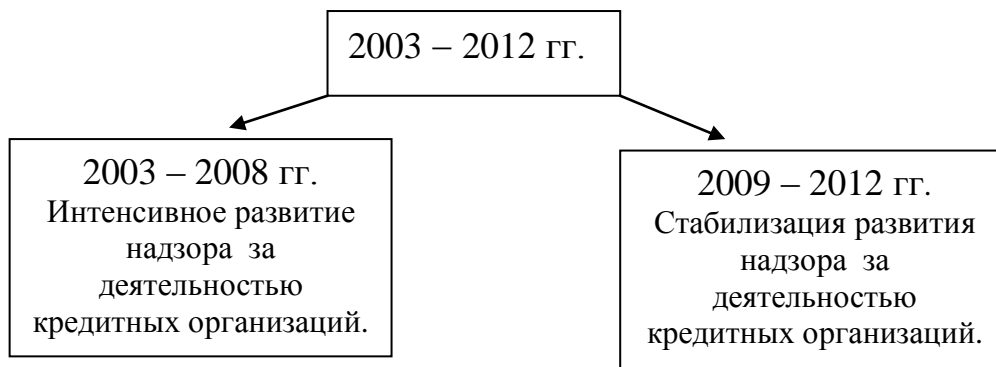 2003 – 2012 гг.
2003 – 2008 гг.
Интенсивное развитие
надзора за
деятельностью
кредитных организаций.
2009 – 2012 гг.
Стабилизация развития
надзора за
деятельностью
кредитных организаций.